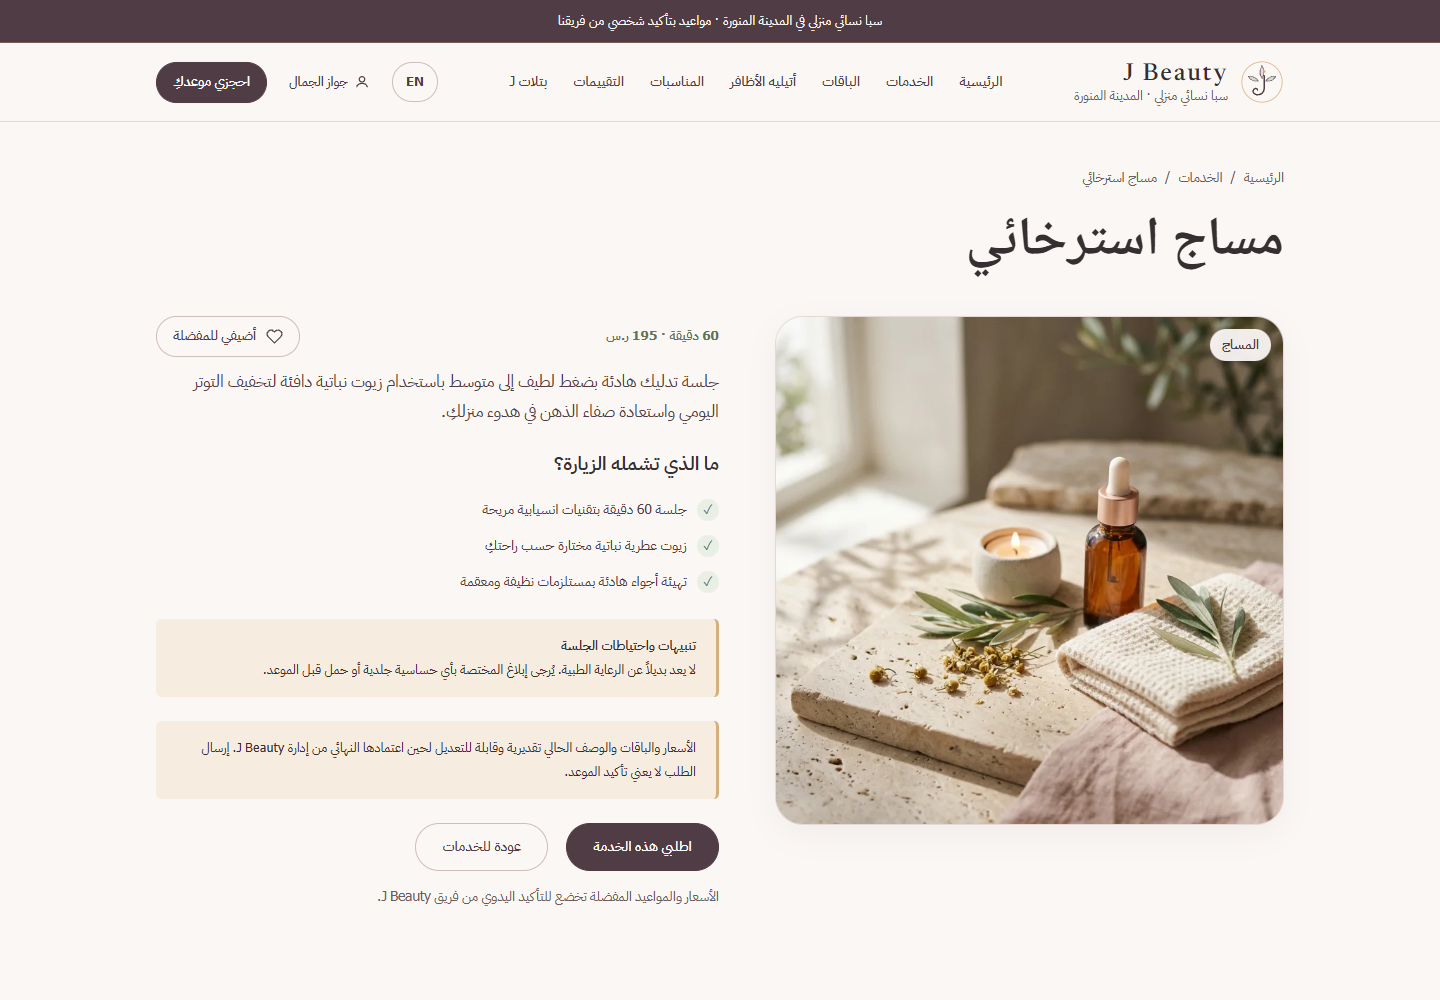 سبا نسائي منزلي في المدينة المنورة · مواعيد بتأكيد شخصي من فريقنا
J Beauty
سبا نسائي منزلي · المدينة المنورة
الرئيسية
الخدمات
الباقات
أتيليه الأظافر
المناسبات
التقييمات
بتلات J
EN
جواز الجمال
احجزي موعدكِ
الرئيسية / الخدمات / مساج استرخائي
مساج استرخائي
المساج
60 دقيقة · 195 ر.س
أضيفي للمفضلة
جلسة تدليك هادئة بضغط لطيف إلى متوسط باستخدام زيوت نباتية دافئة لتخفيف التوتر
اليومي واستعادة صفاء الذهن في هدوء منزلكِ.
ما الذي تشمله الزيارة؟
جلسة 60 دقيقة بتقنيات انسيابية مريحة
زيوت عطرية نباتية مختارة حسب راحتكِ
تهيئة أجواء هادئة بمستلزمات نظيفة ومعقمة
تنبيهات واحتياطات الجلسة
لا يعد بديلاً عن الرعاية الطبية. يُرجى إبلاغ المختصة بأي حساسية جلدية أو حمل قبل الموعد.
الأسعار والباقات والوصف الحالي تقديرية وقابلة للتعديل لحين اعتمادها النهائي من إدارة J Beauty. إرسال
الطلب لا يعني تأكيد الموعد.
اطلبي هذه الخدمة
عودة للخدمات
الأسعار والمواعيد المفضلة تخضع للتأكيد اليدوي من فريق J Beauty.